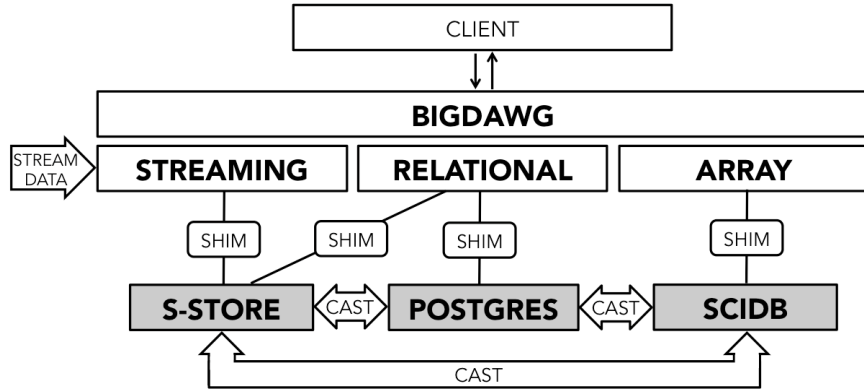 CLIENT
BIGDAWG
STREAM
DATA
STREAMING
RELATIONAL
ARRAY
SHIM
SHIM
SHIM
SHIM
S-STORE
CAST
POSTGRES
CAST
SCIDB
CAST